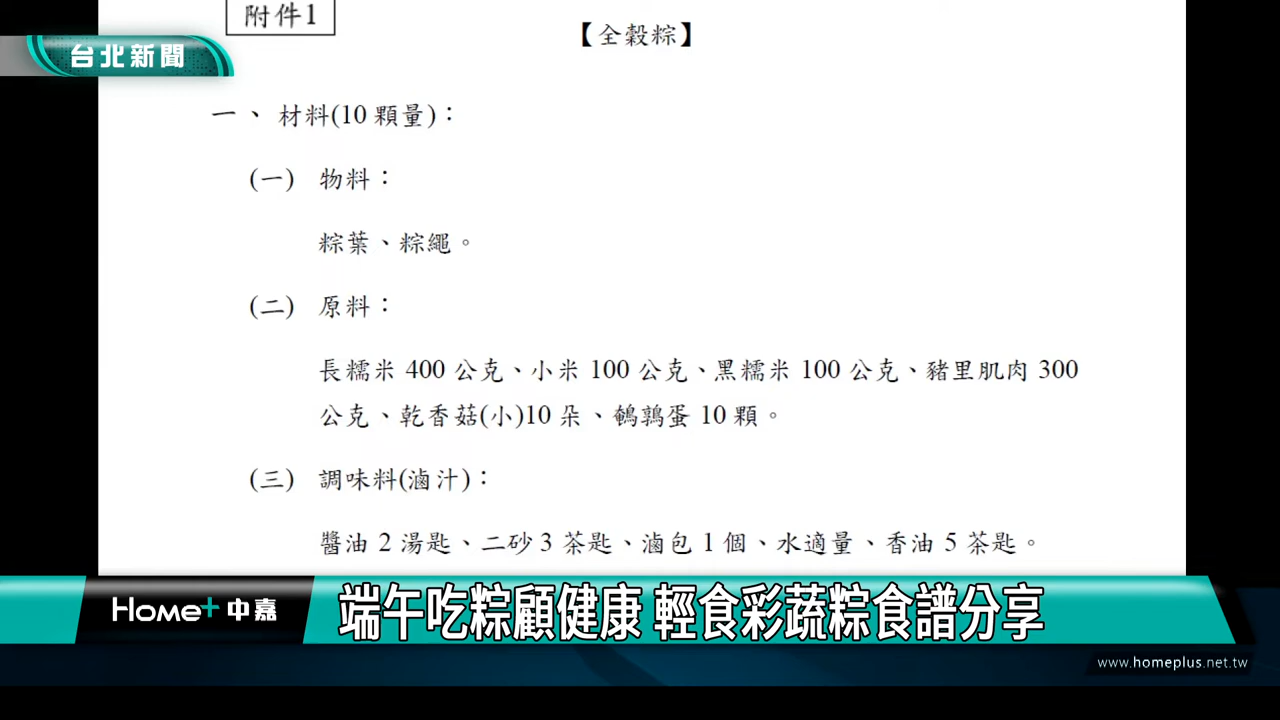 附件1
【全穀粽】
台北新聞
一、材料(10 顆量)：
(一) 物料：
粽葉、粽繩。
(二) 原料：
長糯米 400 公克、小米 100 公克、黑糯米 100 公克、豬里肌肉 300
公克、乾香菇(小)10 朵、鵪鶉蛋 10 顆。
(三) 調味料(滷汁)：
醬油 2 湯匙、二砂 3 茶匙、滷包 1 個、水適量、香油 5 茶匙。
Home+ 中嘉
端午吃粽顧健康 輕食彩蔬粽食譜分享
www.homeplus.net.tw